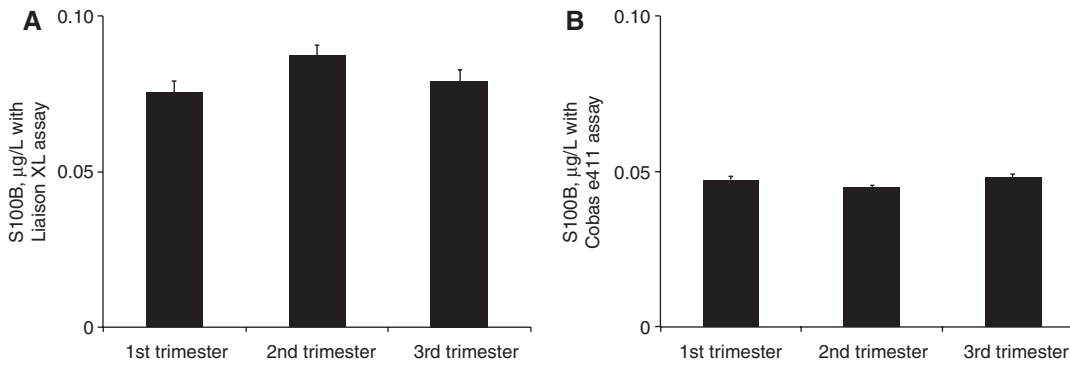 A
0.10
S100B, μg/L with
Liaison XL assay
0.05
0
1st trimester 2nd trimester 3rd trimester
B
0.10
S100B, μg/L with
Cobas e411 assay
0.05
0
1st trimester 2nd trimester 3rd trimester